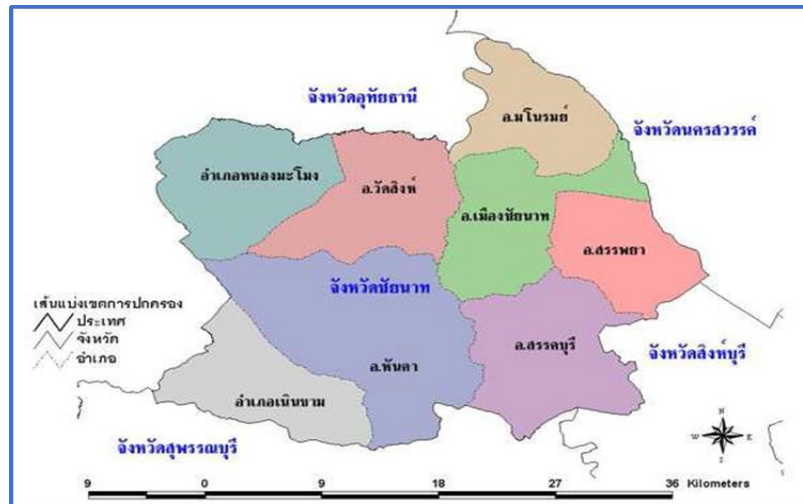 จังหวัดอุทัยธานี
อ.มโนรมย์
จังหวัดนครสวรรค์
อำเภอหนองมะโมง
อ.วัดสิงห์
อ.เมืองชัยนาท
อ.สรรพยา
จังหวัดชัยนาท
เส้นแบ่งเขตการปกครอง
ประเทศ
จังหวัด
อำเภอ
อ.สรรคบุรี
จังหวัดสิงห์บุรี
อ.หันคา
อำเภอเนินขาม
จังหวัดสุพรรณบุรี
N
W E
S
9 0 9 18 27 36 Kilometers